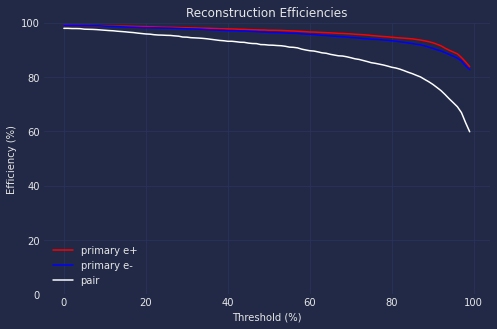 Reconstruction Efficiencies
100
80
60
40
20
0
Efficiency (%)
primary e+
primary e-
pair
0 20 40 60 80 100
Threshold (%)